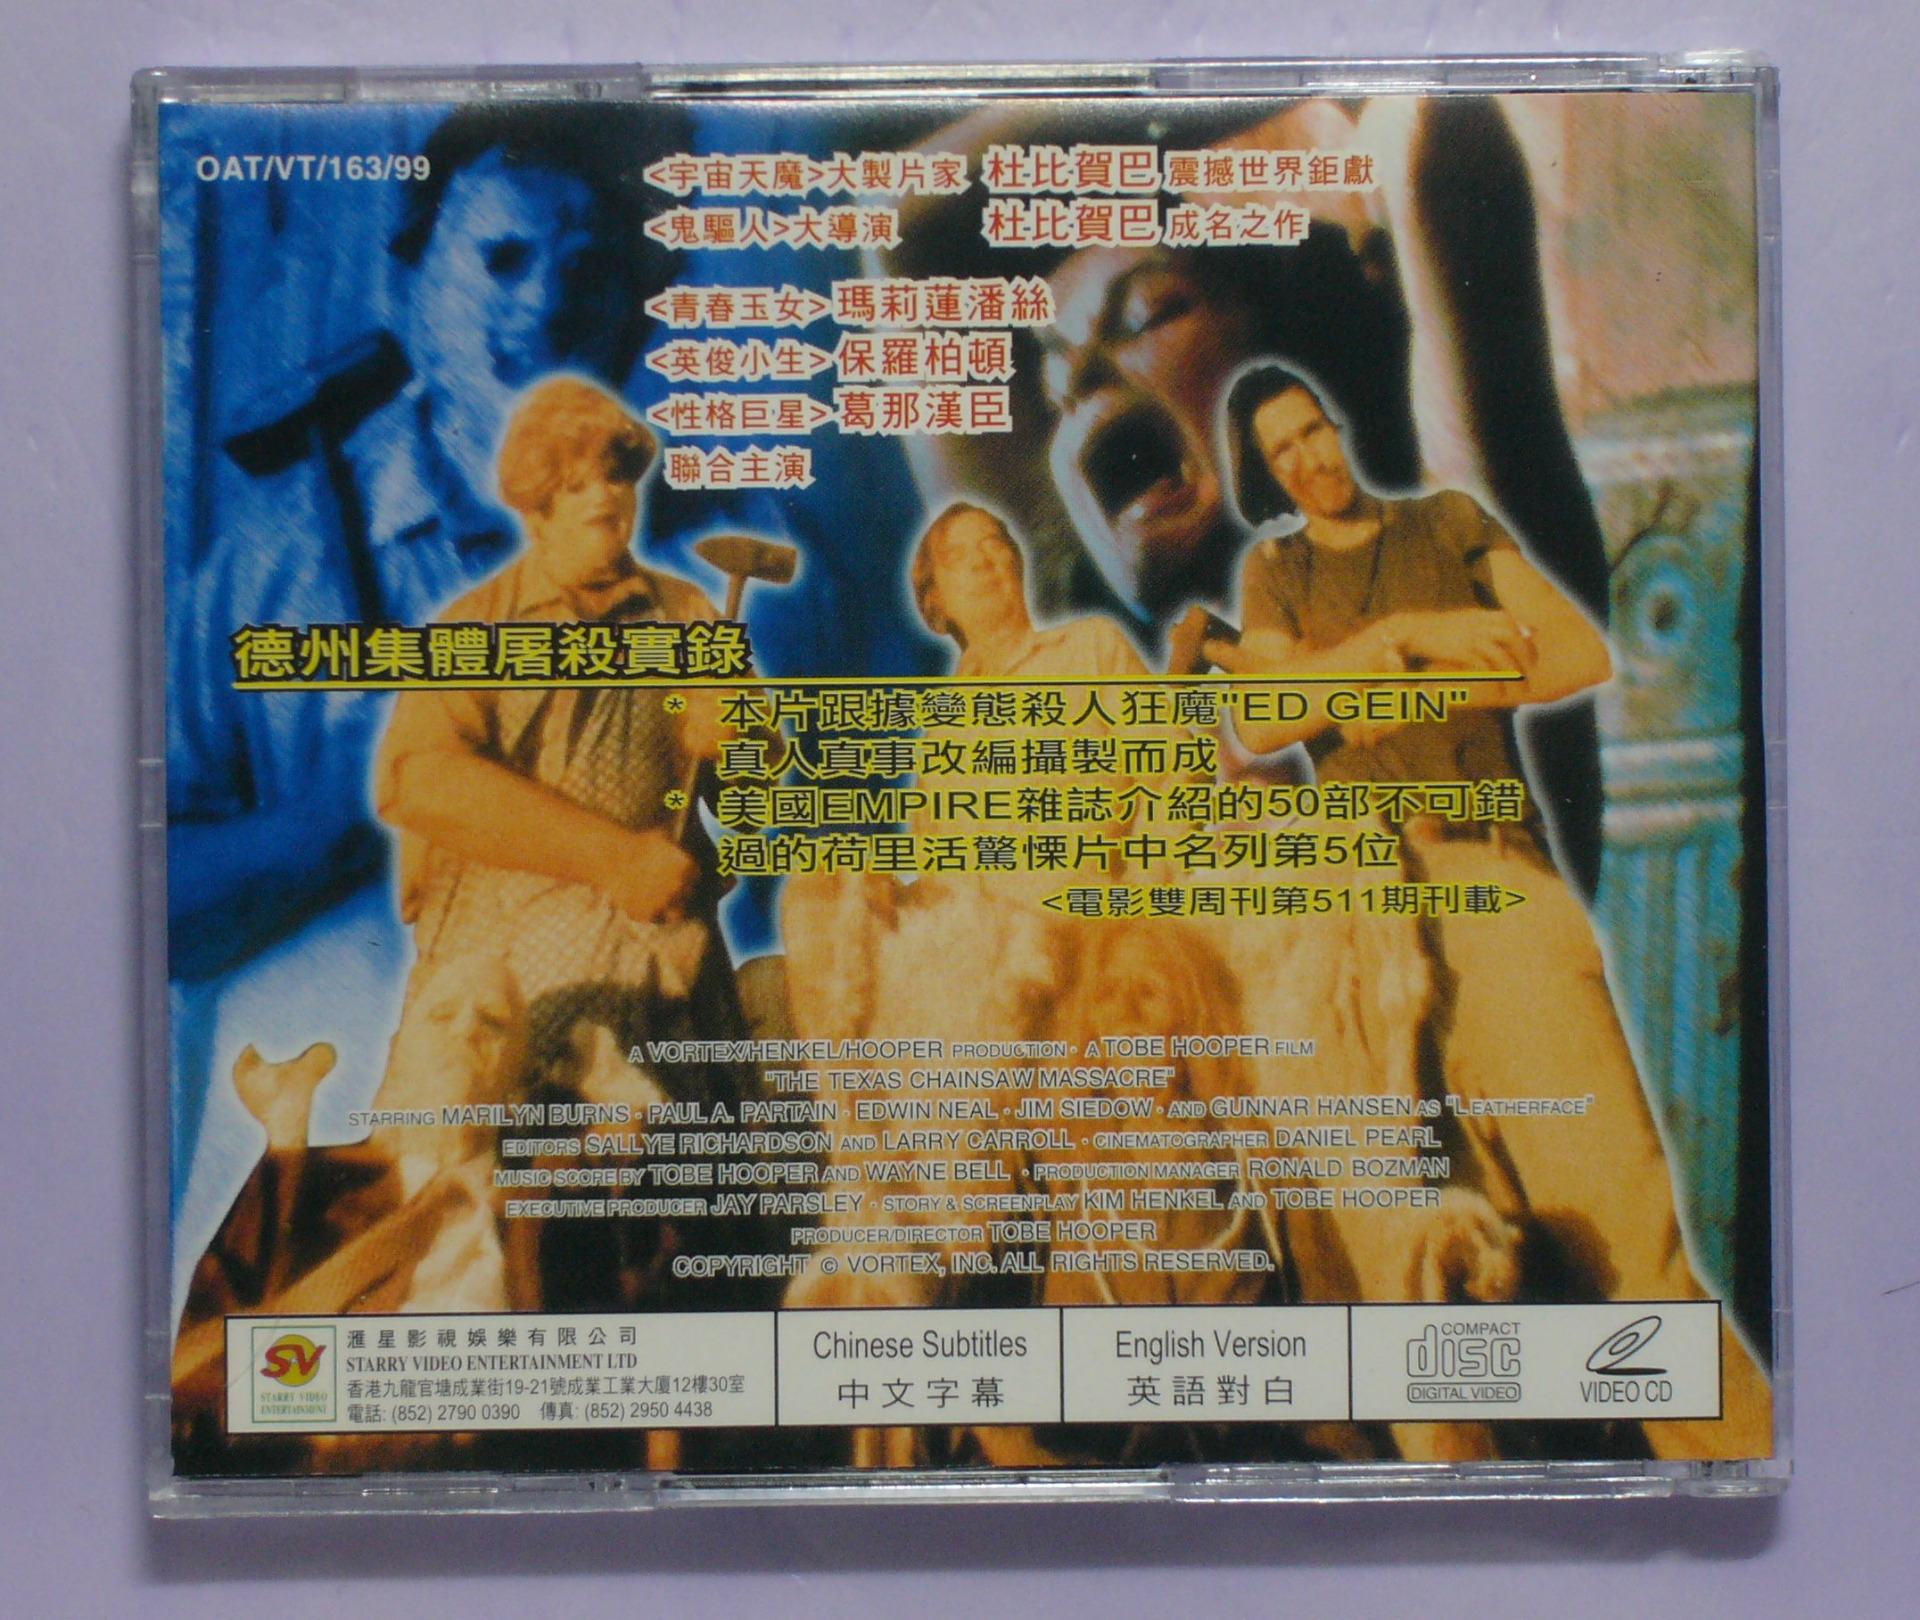 OAT/VT/163/99
<宇宙天魔>大製片家 杜比賀巴 震撼世界鉅獻
<鬼驅人>大導演 杜比賀巴 成名之作
<青春玉女> 瑪莉蓮潘絲
<英俊小生> 保羅柏頓
<性格巨星> 葛那漢臣
聯合主演
德州集體屠殺實錄
* 本片跟據變態殺人狂魔"ED GEIN"
真人真事改編攝製而成
* 美國EMPIRE雜誌介紹的50部不可錯
過的荷里活驚慄片中名列第5位
<電影雙周刊第511期刊載>
A VORTEX/HENKEL/HOOPER PRODUCTION · A TOBE HOOPER FILM
"THE TEXAS CHAINSAW MASSACRE"
STARRING MARILYN BURNS · PAUL A. PARTAIN · EDWIN NEAL · JIM SIEDOW · AND GUNNAR HANSEN AS "LEATHERFACE"
EDITORS SALLYE RICHARDSON AND LARRY CARROLL · CINEMATOGRAPHER DANIEL PEARL
MUSIC SCORE BY TOBE HOOPER AND WAYNE BELL · PRODUCTION MANAGER RONALD BOZMAN
EXECUTIVE PRODUCER JAY PARSLEY · STORY & SCREENPLAY KIM HENKEL AND TOBE HOOPER
PRODUCER/DIRECTOR TOBE HOOPER
COPYRIGHT © VORTEX, INC. ALL RIGHTS RESERVED.
SV
STARRY VIDEO
ENTERTAINMENT
滙星影視娛樂有限公司
STARRY VIDEO ENTERTAINMENT LTD
香港九龍官塘成業街19-21號成業工業大廈12樓30室
電話: (852) 2790 0390 傳真: (852) 2950 4438
Chinese Subtitles
中文字幕
English Version
英語對白
COMPACT
disc
DIGITAL VIDEO
VIDEO CD